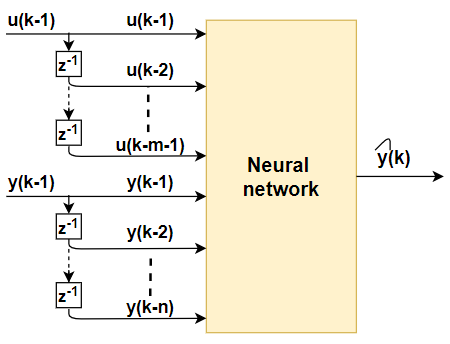 u(k-1) u(k-1)
z-1
u(k-2)
z-1
u(k-m-1)
y(k-1) y(k-1)
z-1
y(k-2)
z-1
y(k-n)
Neural
network
y(k)